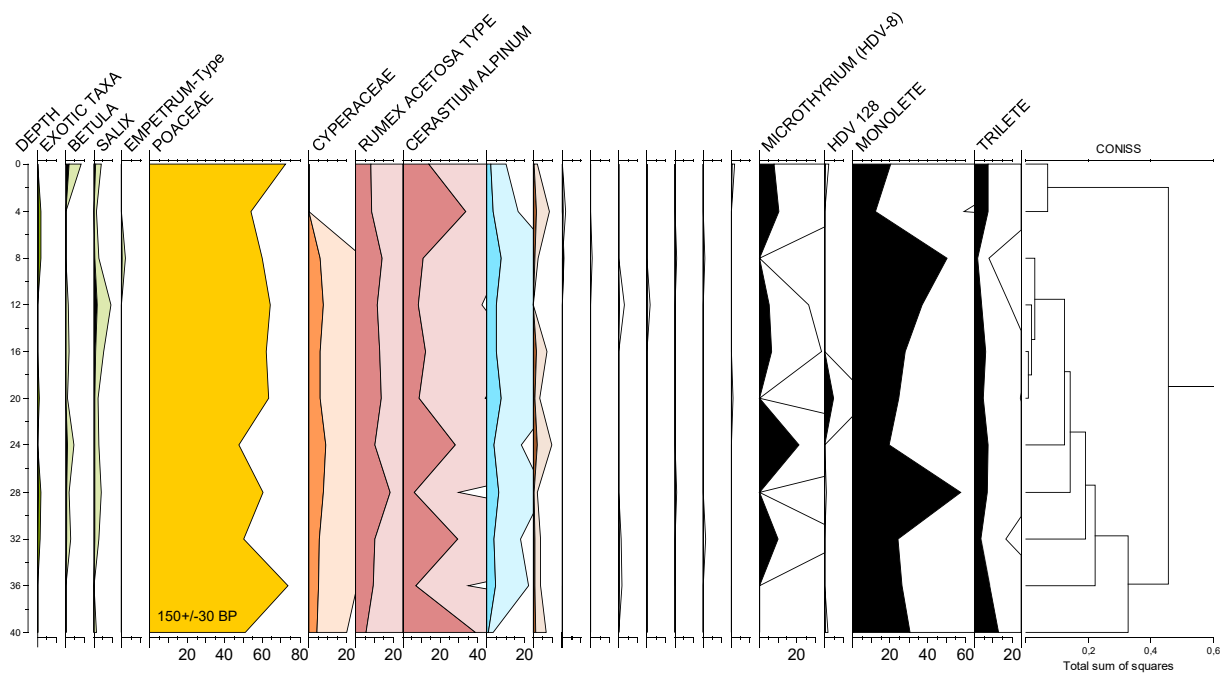 DEPTH
EXOTIC TAXA
BETULA
SALIX
EMPETRUM-Type
POACEAE
CYPERACEAE
RUMEX ACETOSA TYPE
CERASTIUM ALPINUM
MICROTHYRIUM (HDV-8)
HDV 128
MONOLETE
TRILETE
CONISS
0
4
8
12
16
20
24
28
32
36
40
150+/-30 BP
20 40 60 80 20 20 20 40 20 20 20 40 60 20
0,2 0,4 0,6
Total sum of squares